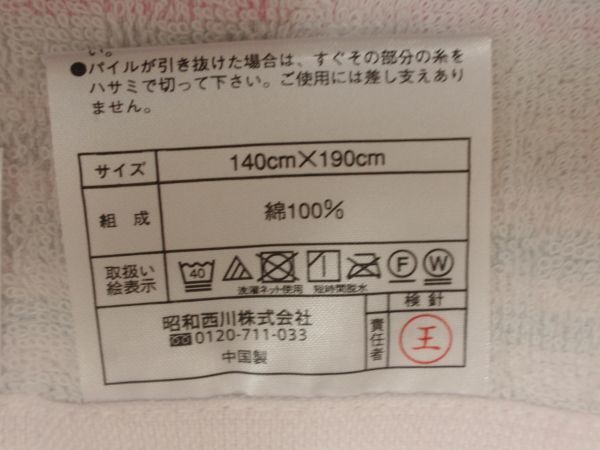 い。
●パイルが引き抜けた場合は、すぐその部分の糸を
ハサミで切って下さい。ご使用には差し支えあり
ません。
サイズ 140cm×190cm
組成 綿100%
取扱い
絵表示
40 F W
洗濯ネット使用 短時間脱水
昭和西川株式会社
0120-711-033
中国製
責任者
検針
王